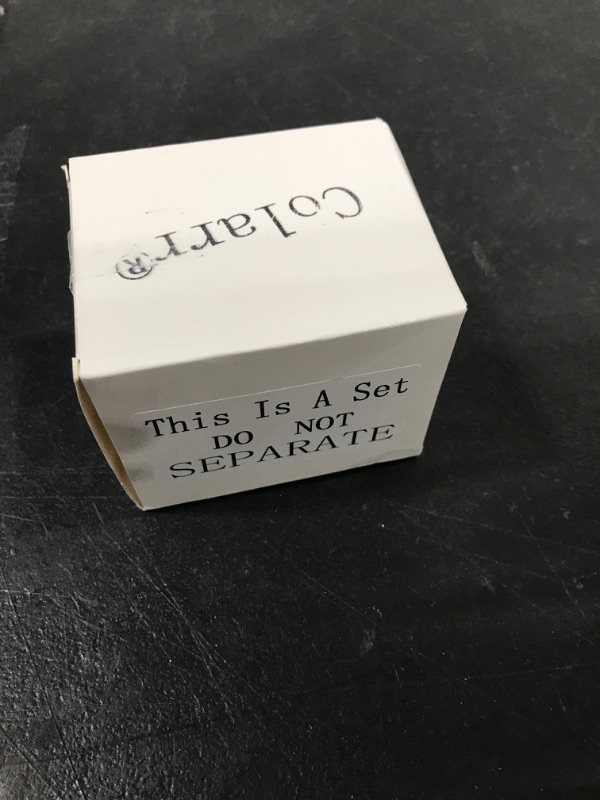 Colarr®
This Is A Set
DO NOT
SEPARATE